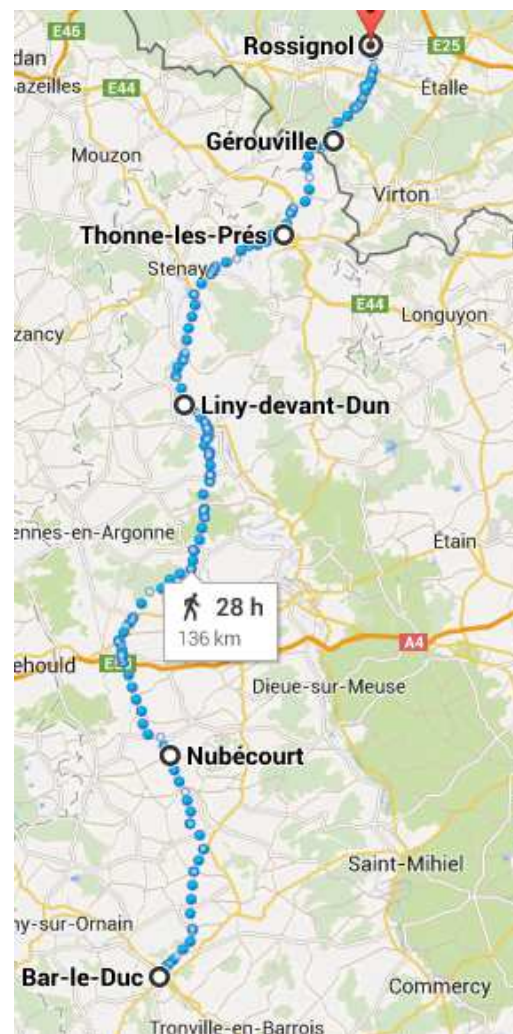 E46
Rossignol
E25
dan
azeilles
E44
Étalle
Mouzon
Gérouville
Virton
Thonne-les-Prés
Stenay
E44
Longuyon
zancy
Liny-devant-Dun
ennes-en-Argonne
Étain
28 h
136 km
A4
ehould
Dieue-sur-Meuse
Nubécourt
Saint-Mihiel
ny-sur-Ornain
Bar-le-Duc
Commercy
Tronville-en-Barrois